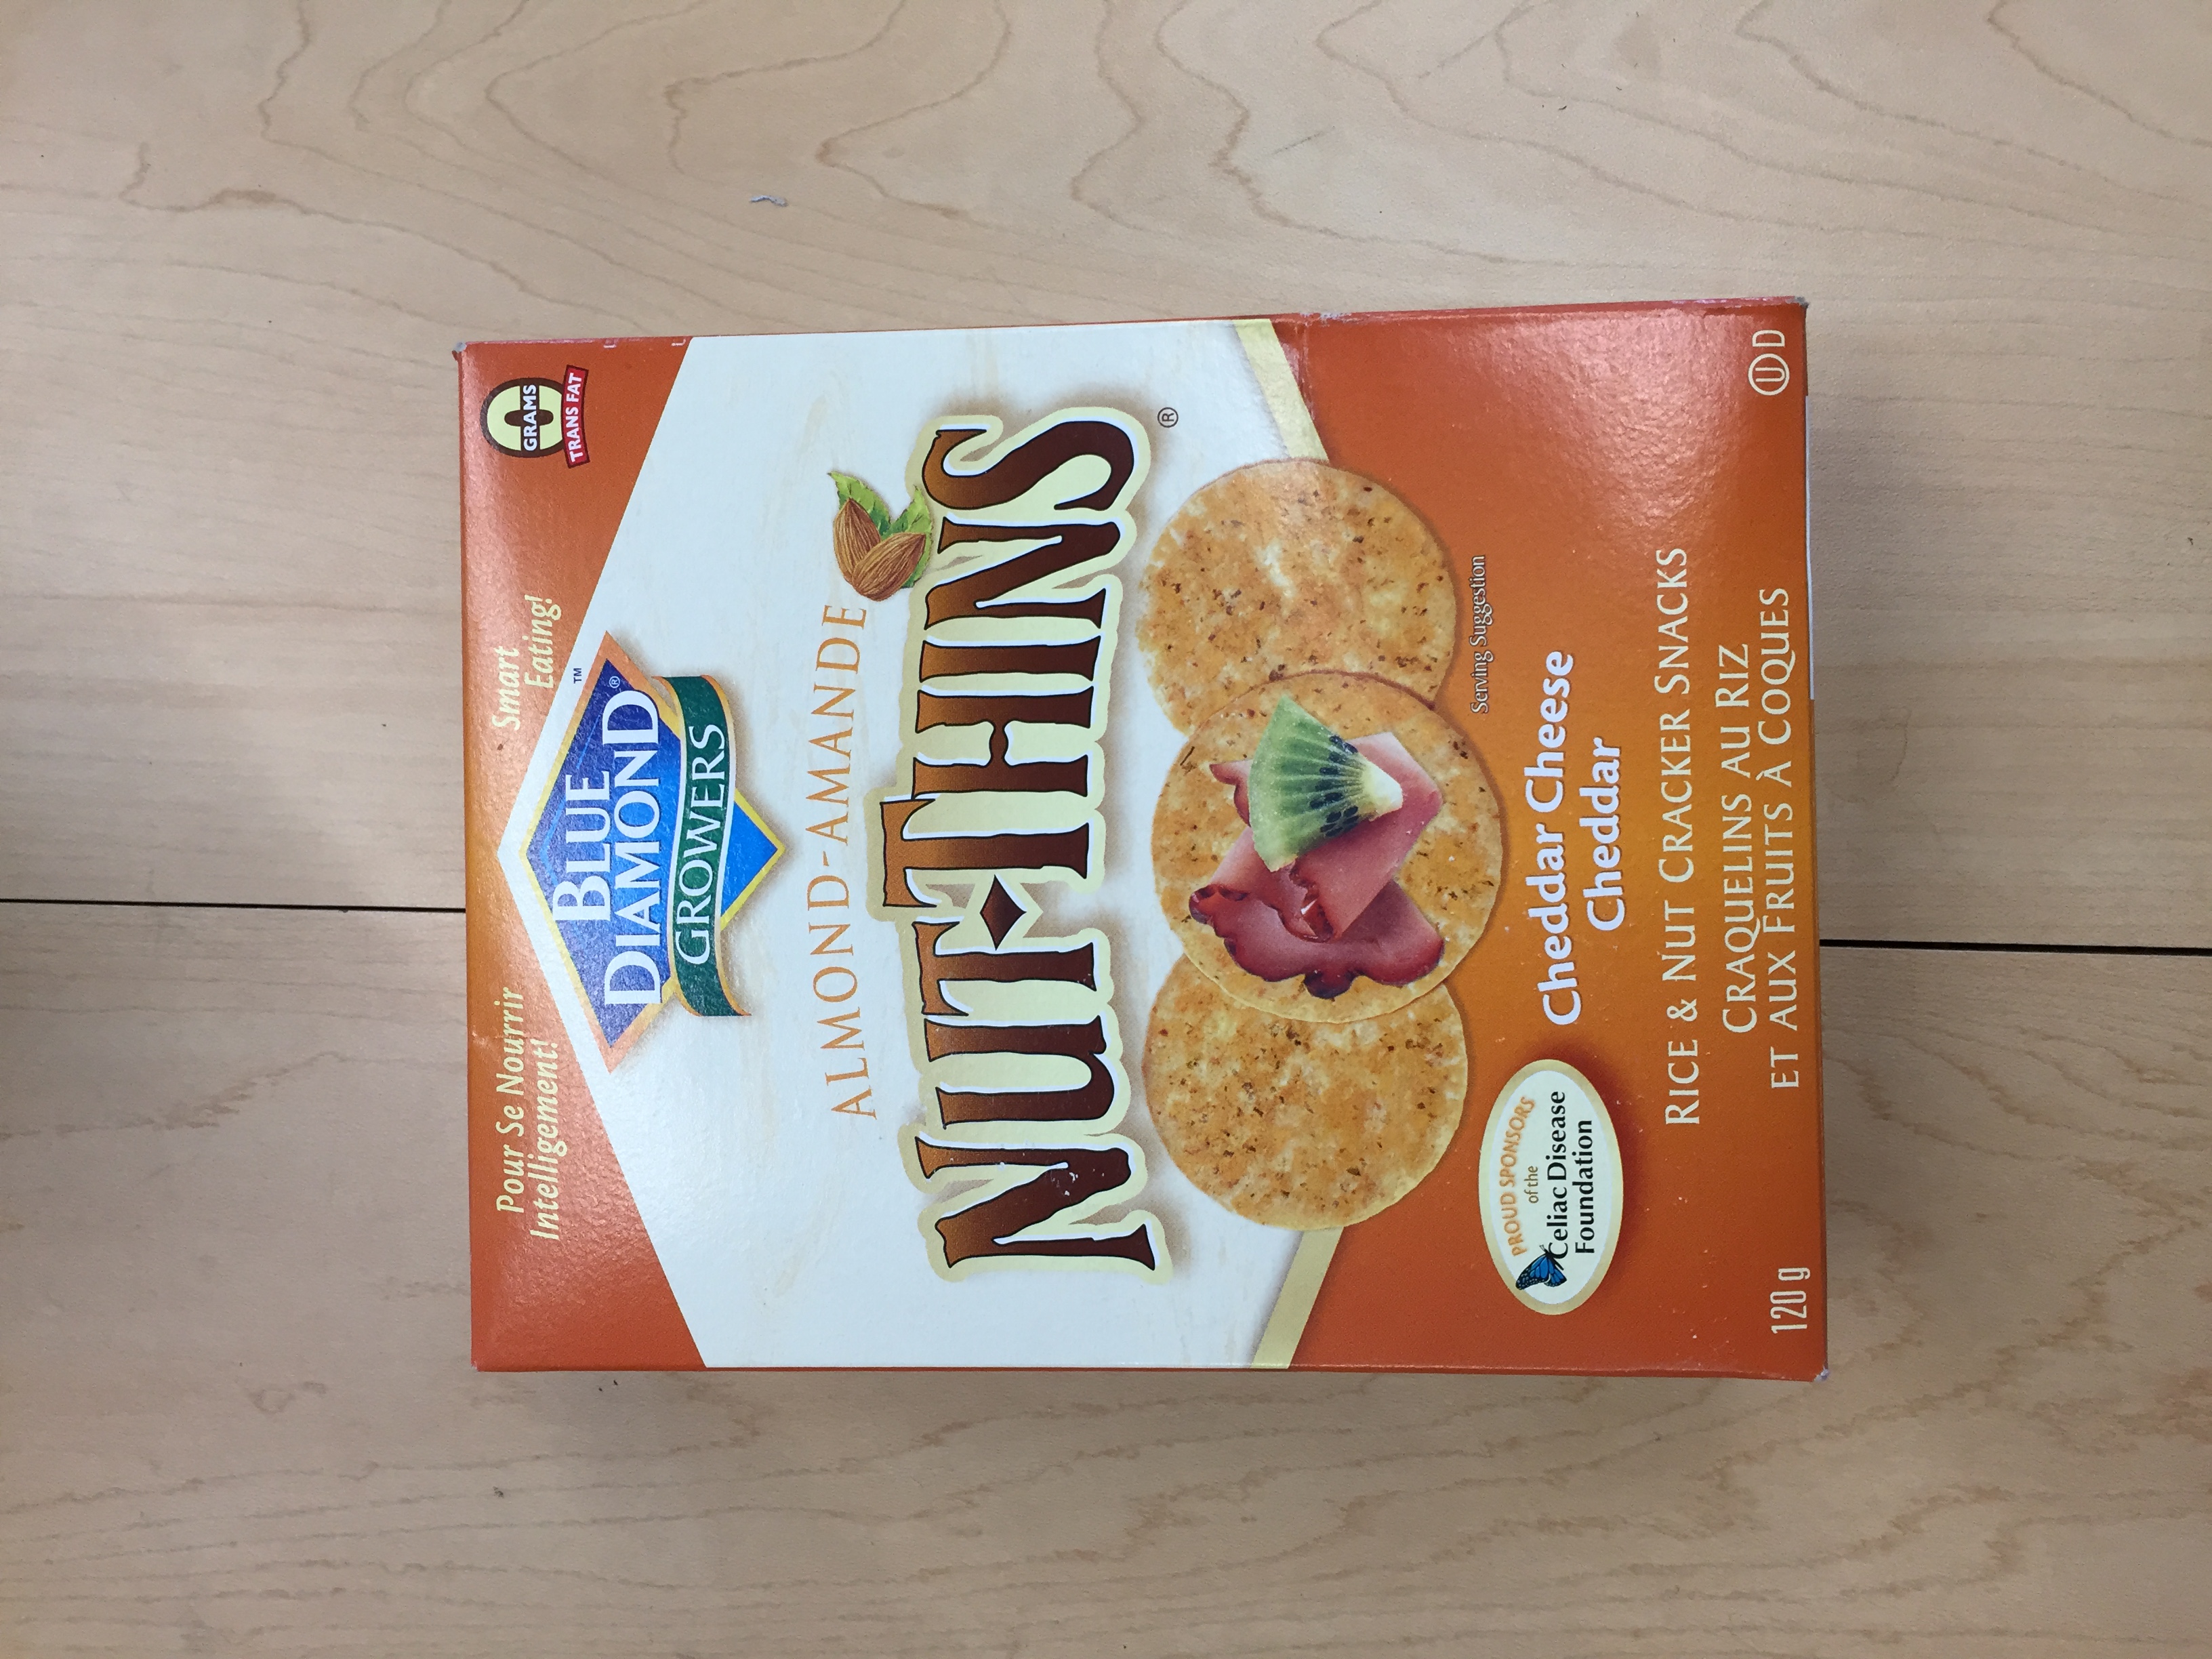 Pour Se Nourrir
Intelligement!
Smart
Eating!
0
GRAMS
TRANS FAT
BLUE
DIAMOND®
GROWERS
TM
ALMOND-AMANDE
NUT•THINS
®
Serving Suggestion
PROUD SPONSORS
of the
Celiac Disease
Foundation
Cheddar Cheese
Cheddar
RICE & NUT CRACKER SNACKS
CRAQUELINS AU RIZ
ET AUX FRUITS À COQUES
120 g
U D